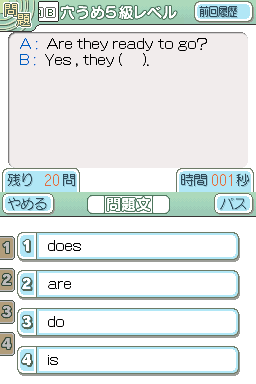 問題
穴うめ5級レベル
前回履歴
A: Are they ready to go?
B: Yes, they (    ).
残り 20問
時間 001秒
やめる
問題文
パス
1 1 does
2 2 are
3 3 do
4 4 is